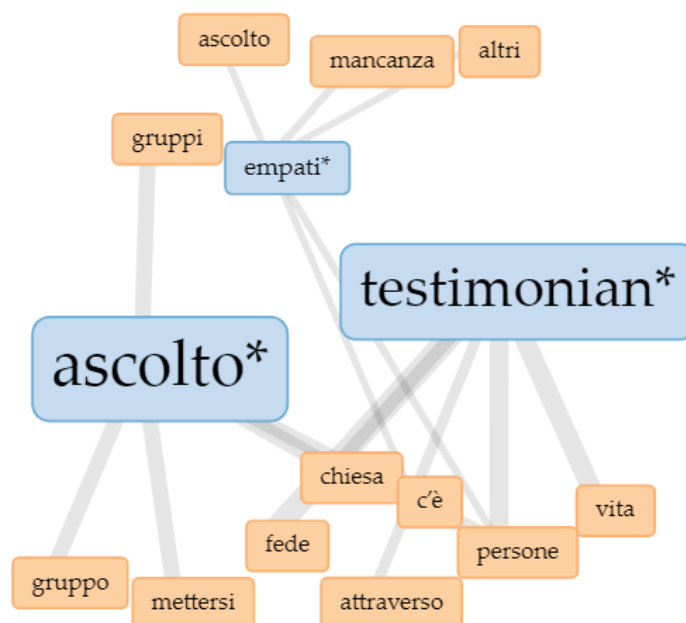 ascolto
mancanza
altri
gruppi
empati*
testimonian*
ascolto*
chiesa
c'è
vita
fede
persone
gruppo
mettersi
attraverso